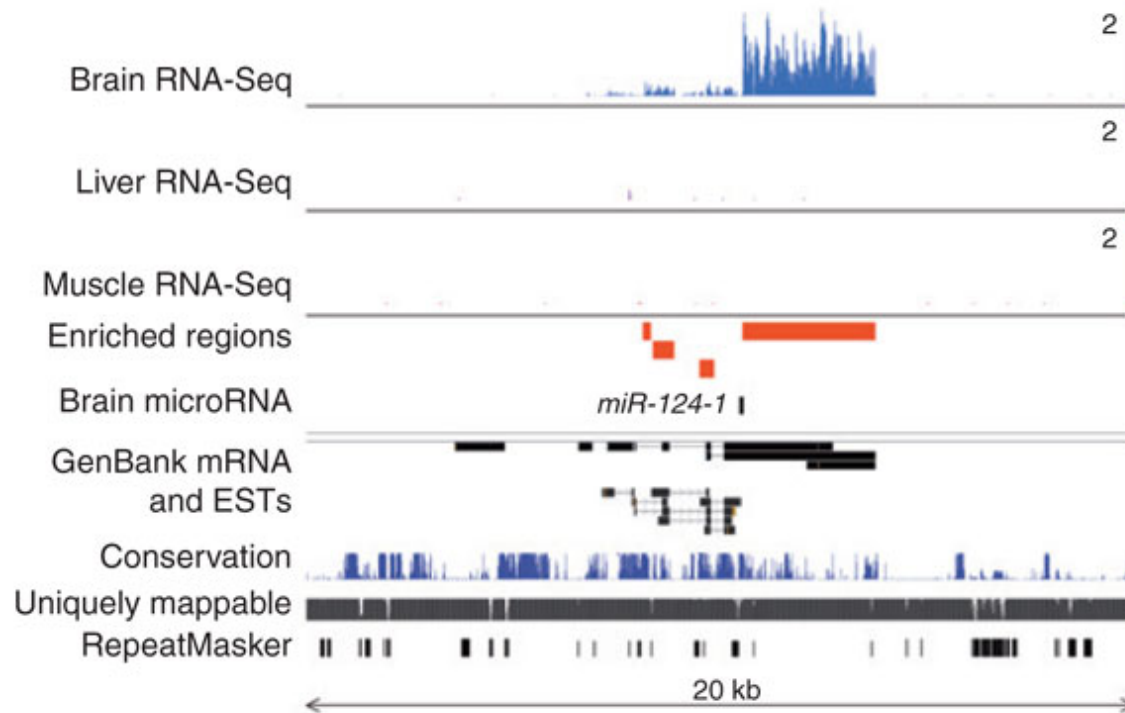 2
Brain RNA-Seq
2
Liver RNA-Seq
2
Muscle RNA-Seq
Enriched regions
Brain microRNA
miR-124-1
GenBank mRNA
and ESTs
Conservation
Uniquely mappable
RepeatMasker
20 kb